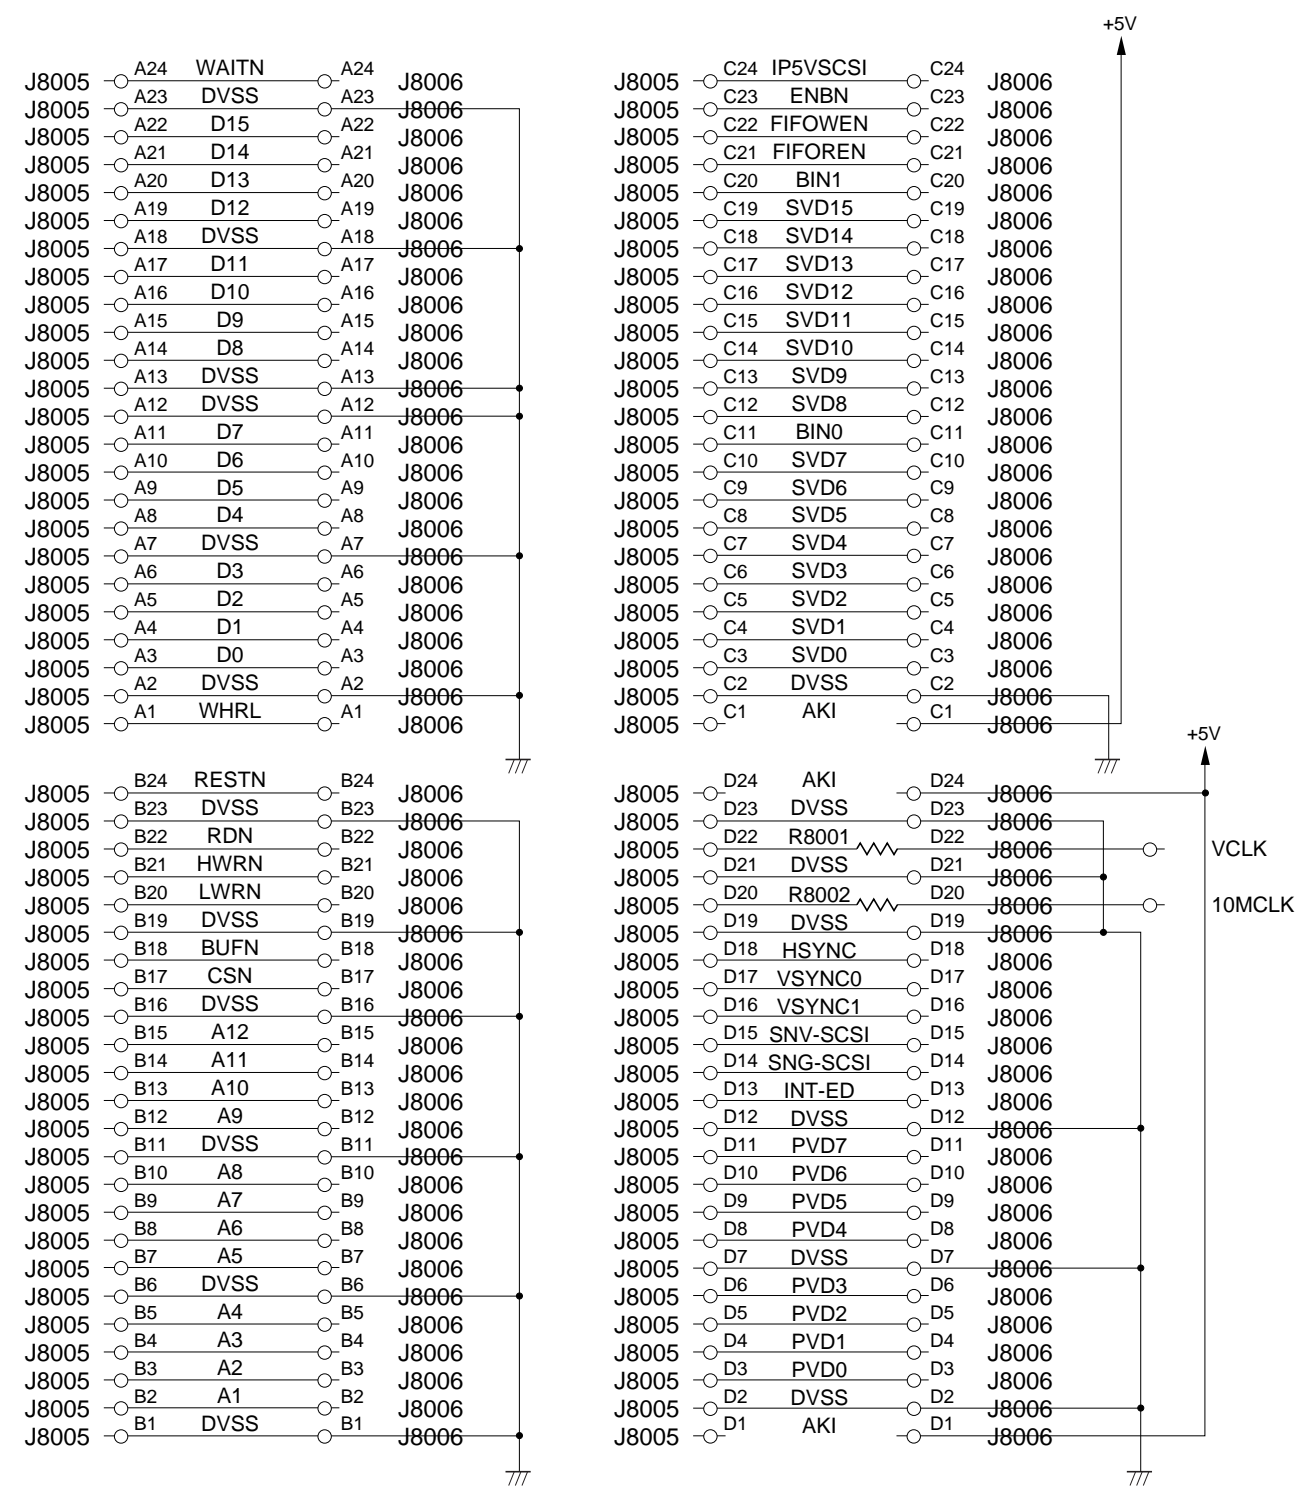 +5V
J8005 A24 WAITN A24 J8006
J8005 A23 DVSS A23 J8006
J8005 A22 D15 A22 J8006
J8005 A21 D14 A21 J8006
J8005 A20 D13 A20 J8006
J8005 A19 D12 A19 J8006
J8005 A18 DVSS A18 J8006
J8005 A17 D11 A17 J8006
J8005 A16 D10 A16 J8006
J8005 A15 D9 A15 J8006
J8005 A14 D8 A14 J8006
J8005 A13 DVSS A13 J8006
J8005 A12 DVSS A12 J8006
J8005 A11 D7 A11 J8006
J8005 A10 D6 A10 J8006
J8005 A9 D5 A9 J8006
J8005 A8 D4 A8 J8006
J8005 A7 DVSS A7 J8006
J8005 A6 D3 A6 J8006
J8005 A5 D2 A5 J8006
J8005 A4 D1 A4 J8006
J8005 A3 D0 A3 J8006
J8005 A2 DVSS A2 J8006
J8005 A1 WHRL A1 J8006
J8005 C24 IP5VSCSI C24 J8006
J8005 C23 ENBN C23 J8006
J8005 C22 FIFOWEN C22 J8006
J8005 C21 FIFOREN C21 J8006
J8005 C20 BIN1 C20 J8006
J8005 C19 SVD15 C19 J8006
J8005 C18 SVD14 C18 J8006
J8005 C17 SVD13 C17 J8006
J8005 C16 SVD12 C16 J8006
J8005 C15 SVD11 C15 J8006
J8005 C14 SVD10 C14 J8006
J8005 C13 SVD9 C13 J8006
J8005 C12 SVD8 C12 J8006
J8005 C11 BIN0 C11 J8006
J8005 C10 SVD7 C10 J8006
J8005 C9 SVD6 C9 J8006
J8005 C8 SVD5 C8 J8006
J8005 C7 SVD4 C7 J8006
J8005 C6 SVD3 C6 J8006
J8005 C5 SVD2 C5 J8006
J8005 C4 SVD1 C4 J8006
J8005 C3 SVD0 C3 J8006
J8005 C2 DVSS C2 J8006
J8005 C1 AKI C1 J8006
+5V
J8005 B24 RESTN B24 J8006
J8005 B23 DVSS B23 J8006
J8005 B22 RDN B22 J8006
J8005 B21 HWRN B21 J8006
J8005 B20 LWRN B20 J8006
J8005 B19 DVSS B19 J8006
J8005 B18 BUFN B18 J8006
J8005 B17 CSN B17 J8006
J8005 B16 DVSS B16 J8006
J8005 B15 A12 B15 J8006
J8005 B14 A11 B14 J8006
J8005 B13 A10 B13 J8006
J8005 B12 A9 B12 J8006
J8005 B11 DVSS B11 J8006
J8005 B10 A8 B10 J8006
J8005 B9 A7 B9 J8006
J8005 B8 A6 B8 J8006
J8005 B7 A5 B7 J8006
J8005 B6 DVSS B6 J8006
J8005 B5 A4 B5 J8006
J8005 B4 A3 B4 J8006
J8005 B3 A2 B3 J8006
J8005 B2 A1 B2 J8006
J8005 B1 DVSS B1 J8006
J8005 D24 AKI D24 J8006
J8005 D23 DVSS D23 J8006
J8005 D22 R8001 D22 J8006 VCLK
J8005 D21 DVSS D21 J8006
J8005 D20 R8002 D20 J8006 10MCLK
J8005 D19 DVSS D19 J8006
J8005 D18 HSYNC D18 J8006
J8005 D17 VSYNC0 D17 J8006
J8005 D16 VSYNC1 D16 J8006
J8005 D15 SNV-SCSI D15 J8006
J8005 D14 SNG-SCSI D14 J8006
J8005 D13 INT-ED D13 J8006
J8005 D12 DVSS D12 J8006
J8005 D11 PVD7 D11 J8006
J8005 D10 PVD6 D10 J8006
J8005 D9 PVD5 D9 J8006
J8005 D8 PVD4 D8 J8006
J8005 D7 DVSS D7 J8006
J8005 D6 PVD3 D6 J8006
J8005 D5 PVD2 D5 J8006
J8005 D4 PVD1 D4 J8006
J8005 D3 PVD0 D3 J8006
J8005 D2 DVSS D2 J8006
J8005 D1 AKI D1 J8006